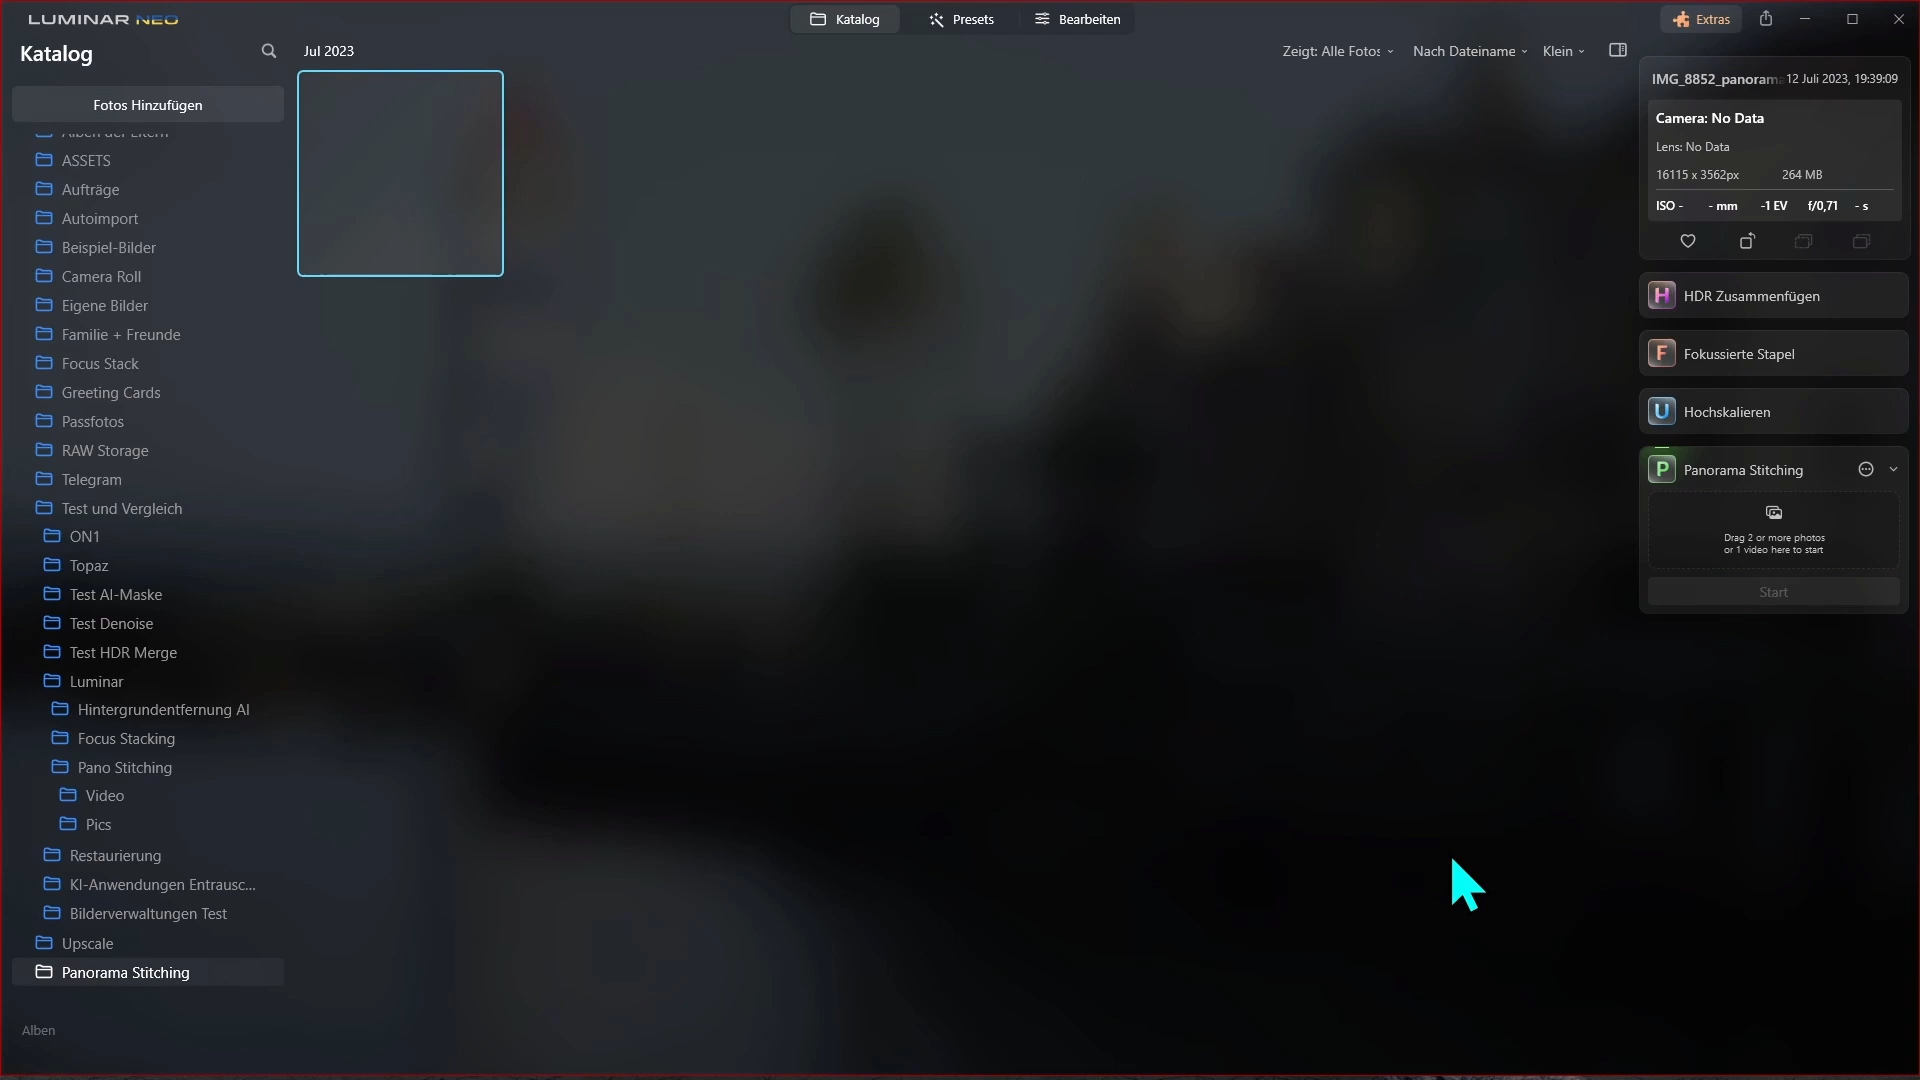 LUMINAR NEO
Katalog
Presets
Bearbeiten
Extras
Katalog
Jul 2023
Zeigt: Alle Fotos
Nach Dateiname
Klein
Fotos Hinzufügen
Alben der Eltern
ASSETS
Aufträge
Autoimport
Beispiel-Bilder
Camera Roll
Eigene Bilder
Familie + Freunde
Focus Stack
Greeting Cards
Passfotos
RAW Storage
Telegram
Test und Vergleich
ON1
Topaz
Test AI-Maske
Test Denoise
Test HDR Merge
Luminar
Hintergrundentfernung AI
Focus Stacking
Pano Stitching
Video
Pics
Restaurierung
KI-Anwendungen Entrausc...
Bilderverwaltungen Test
Upscale
Panorama Stitching
Alben
IMG_8852_panorama 12 Juli 2023, 19:39:09
Camera: No Data
Lens: No Data
16115 x 3562px 264 MB
ISO - - mm -1 EV f/0,71 - s
H HDR Zusammenfügen
F Fokussierte Stapel
U Hochskalieren
P Panorama Stitching
Drag 2 or more photos
or 1 video here to start
Start